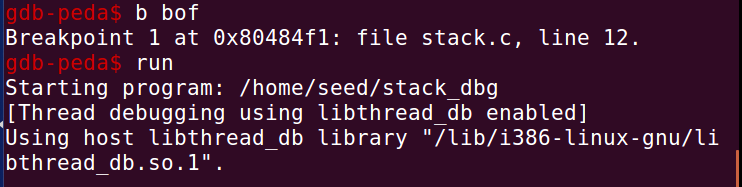 gdb-peda$ b bof
Breakpoint 1 at 0x80484f1: file stack.c, line 12.
gdb-peda$ run
Starting program: /home/seed/stack_dbg
[Thread debugging using libthread_db enabled]
Using host libthread_db library "/lib/i386-linux-gnu/li
bthread_db.so.1".